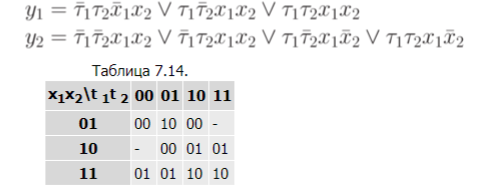 y₁ = τ̄₁τ₂x̄₁x₂ ∨ τ₁τ̄₂x₁x₂ ∨ τ₁τ₂x₁x₂
y₂ = τ̄₁τ̄₂x₁x₂ ∨ τ̄₁τ₂x₁x₂ ∨ τ₁τ̄₂x₁x̄₂ ∨ τ₁τ₂x₁x̄₂
Таблица 7.14.
x₁x₂\t ₁t ₂ 00 01 10 11
01 00 10 00 -
10 - 00 01 01
11 01 01 10 10